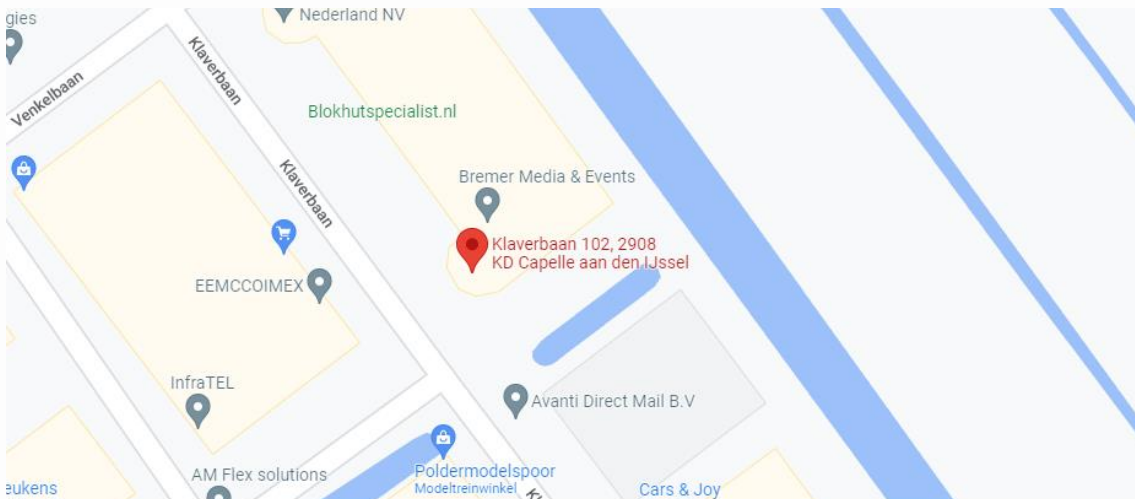 gies
Nederland NV
Klaverbaan
Venkelbaan
Blokhutspecialist.nl
Klaverbaan
Bremer Media & Events
Klaverbaan 102, 2908
KD Capelle aan den IJssel
EEMCCOIMEX
InfraTEL
Avanti Direct Mail B.V
AM Flex solutions
Poldermodelspoor
Modeltreinwinkel
Kl
eukens
Cars & Joy